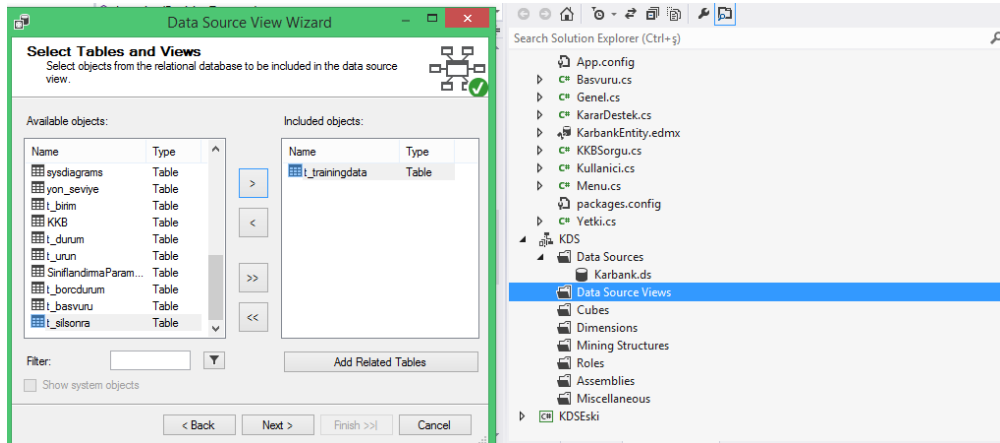 Data Source View Wizard
Select Tables and Views
Select objects from the relational database to be included in the data source
view.
Available objects:
Name Type
sysdiagrams Table
yon_seviye Table
t_birim Table
KKB Table
t_durum Table
t_urun Table
SiniflandirmaParam... Table
t_borcdurum Table
t_basvuru Table
t_silsonra Table
>
<
>>
<<
Included objects:
Name Type
t_trainingdata Table
Filter:
Add Related Tables
Show system objects
< Back
Next >
Finish >>|
Cancel
Search Solution Explorer (Ctrl+ş)
App.config
C# Basvuru.cs
C# Genel.cs
C# KararDestek.cs
KarbankEntity.edmx
C# KKBSorgu.cs
C# Kullanici.cs
C# Menu.cs
packages.config
C# Yetki.cs
KDS
Data Sources
Karbank.ds
Data Source Views
Cubes
Dimensions
Mining Structures
Roles
Assemblies
Miscellaneous
C# KDSEski